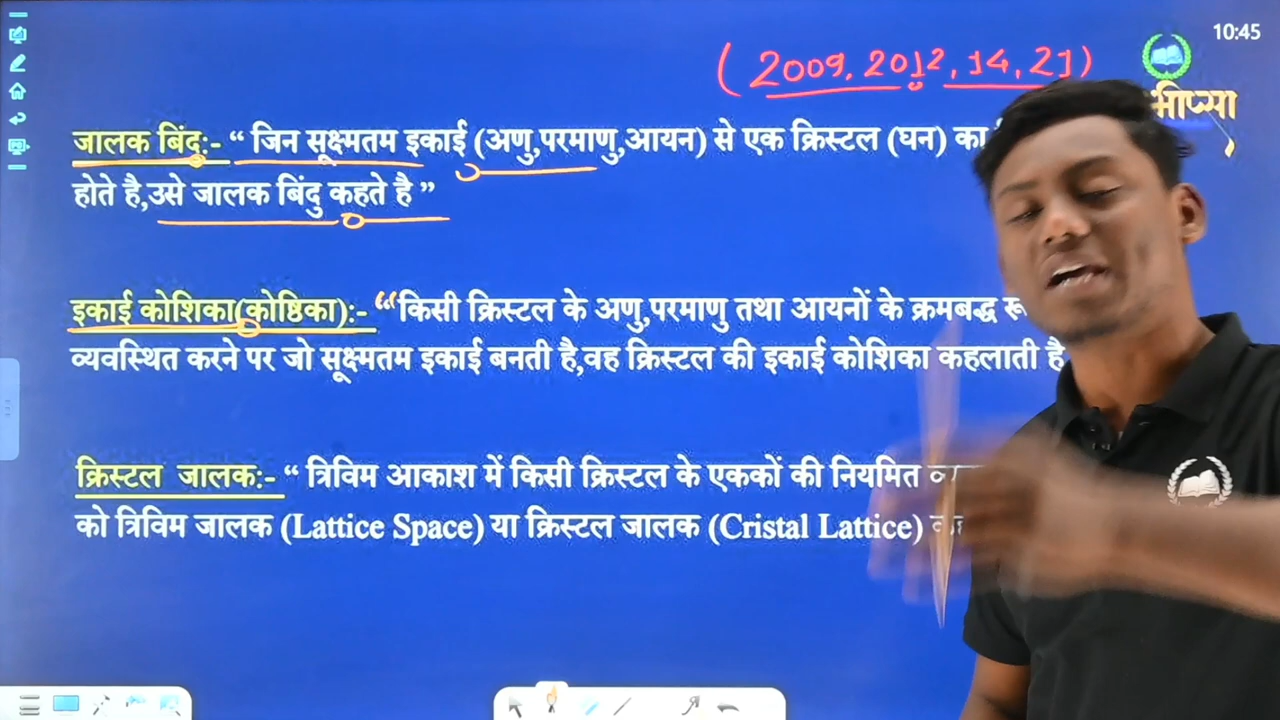 10:45
(2009, 2012, 14, 21)
जालक बिंदु:- “ जिन सूक्ष्मतम इकाई (अणु,परमाणु,आयन) से एक क्रिस्टल (घन) का
होते है,उसे जालक बिंदु कहते है ”
इकाई कोशिका(कोष्ठिका):- “किसी क्रिस्टल के अणु,परमाणु तथा आयनों के क्रमबद्ध
व्यवस्थित करने पर जो सूक्ष्मतम इकाई बनती है,वह क्रिस्टल की इकाई कोशिका कहलाती है
क्रिस्टल जालक:- “ त्रिविम आकाश में किसी क्रिस्टल के एककों की नियमित
को त्रिविम जालक (Lattice Space) या क्रिस्टल जालक (Cristal Lattice)